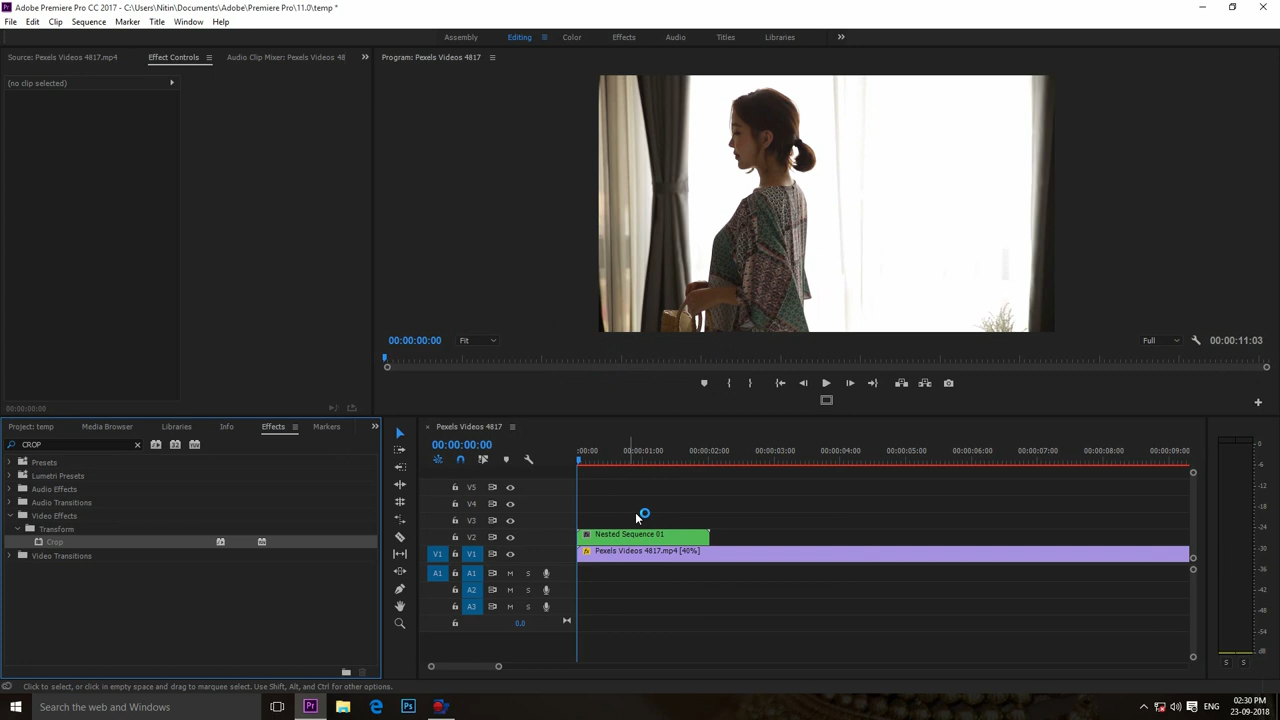 Adobe Premiere Pro CC 2017 - C:\Users\Nitin\Documents\Adobe\Premiere Pro\11.0\temp *
File Edit Clip Sequence Marker Title Window Help
Assembly Editing Color Effects Audio Titles Libraries
Source: Pexels Videos 4817.mp4 Effect Controls Audio Clip Mixer: Pexels Videos 48 Program: Pexels Videos 4817
(no clip selected)
00:00:00:00 Fit Full 00:00:11:03
00:00:00:00
Project: temp Media Browser Libraries Info Effects Markers Pexels Videos 4817
CROP 00:00:00:00
:00:00 00:00:01:00 00:00:02:00 00:00:03:00 00:00:04:00 00:00:05:00 00:00:06:00 00:00:07:00 00:00:08:00 00:00:09:00
Presets
Lumetri Presets
Audio Effects
Audio Transitions
Video Effects
Transform
Crop
Video Transitions
V5
V4
V3
V2 Nested Sequence 01
V1 V1 Pexels Videos 4817.mp4 [40%]
A1 A1 M S
A2 M S
A3 M S
0.0
0
-6
-12
-18
-24
-30
-36
-42
-48
-54
dB
S S
Click to select, or click in empty space and drag to marquee select. Use Shift, Alt, and Ctrl for other options.
Search the web and Windows
ENG
02:30 PM
23-09-2018